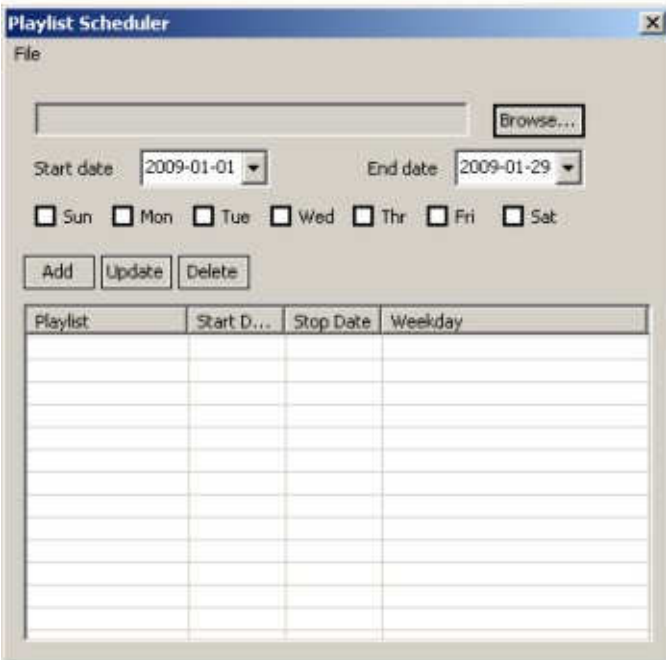 Playlist Scheduler
File
Browse...
Start date 2009-01-01 End date 2009-01-29
Sun Mon Tue Wed Thr Fri Sat
Add Update Delete
Playlist Start D... Stop Date Weekday